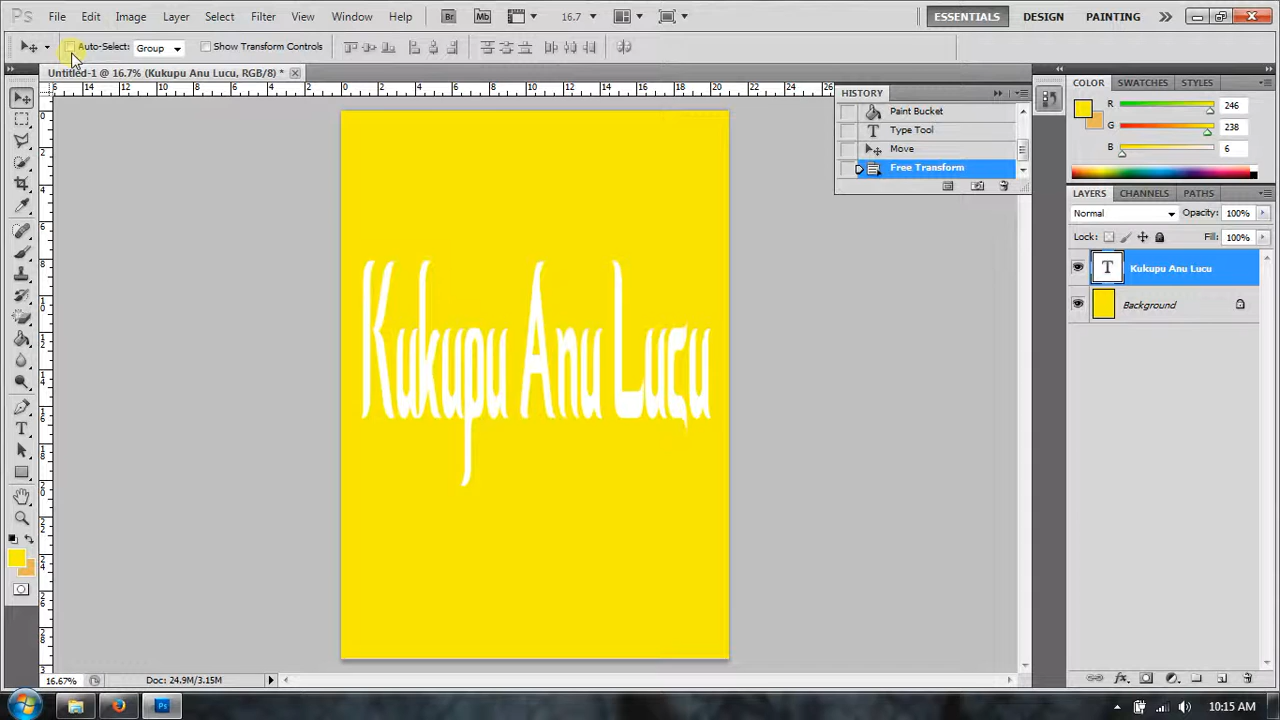 Ps File Edit Image Layer Select Filter View Window Help Br Mb 16.7 ESSENTIALS DESIGN PAINTING
Auto-Select: Group Show Transform Controls
Untitled-1 @ 16.7% (Kukupu Anu Lucu, RGB/8) *
HISTORY
Paint Bucket
Type Tool
Move
Free Transform
COLOR SWATCHES STYLES
R 246
G 238
B 6
LAYERS CHANNELS PATHS
Normal Opacity: 100%
Lock: Fill: 100%
T Kukupu Anu Lucu
Background
Kukupu Anu Lucu
16.67% Doc: 24.9M/3.15M
10:15 AM